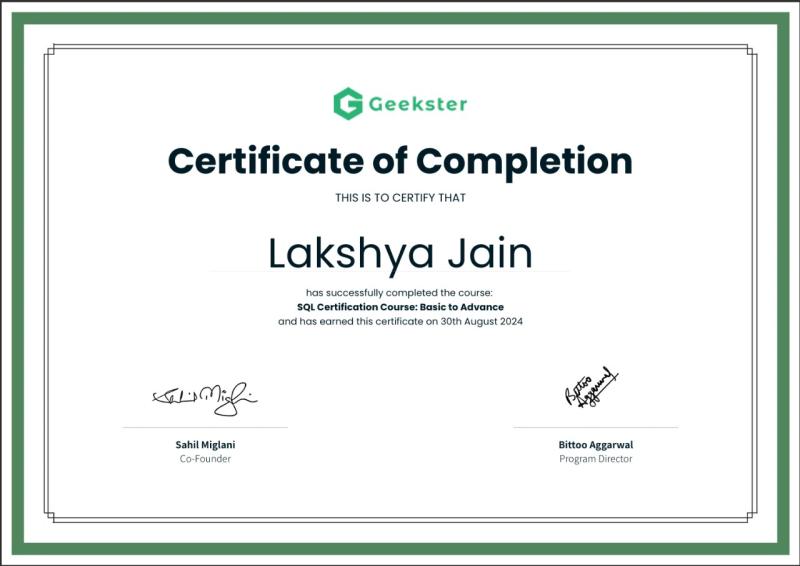 Geekster
Certificate of Completion
THIS IS TO CERTIFY THAT
Lakshya Jain
has successfully completed the course:
SQL Certification Course: Basic to Advance
and has earned this certificate on 30th August 2024
Sahil Miglani
Bittoo
Aggarwal
Sahil Miglani
Bittoo Aggarwal
Co-Founder
Program Director